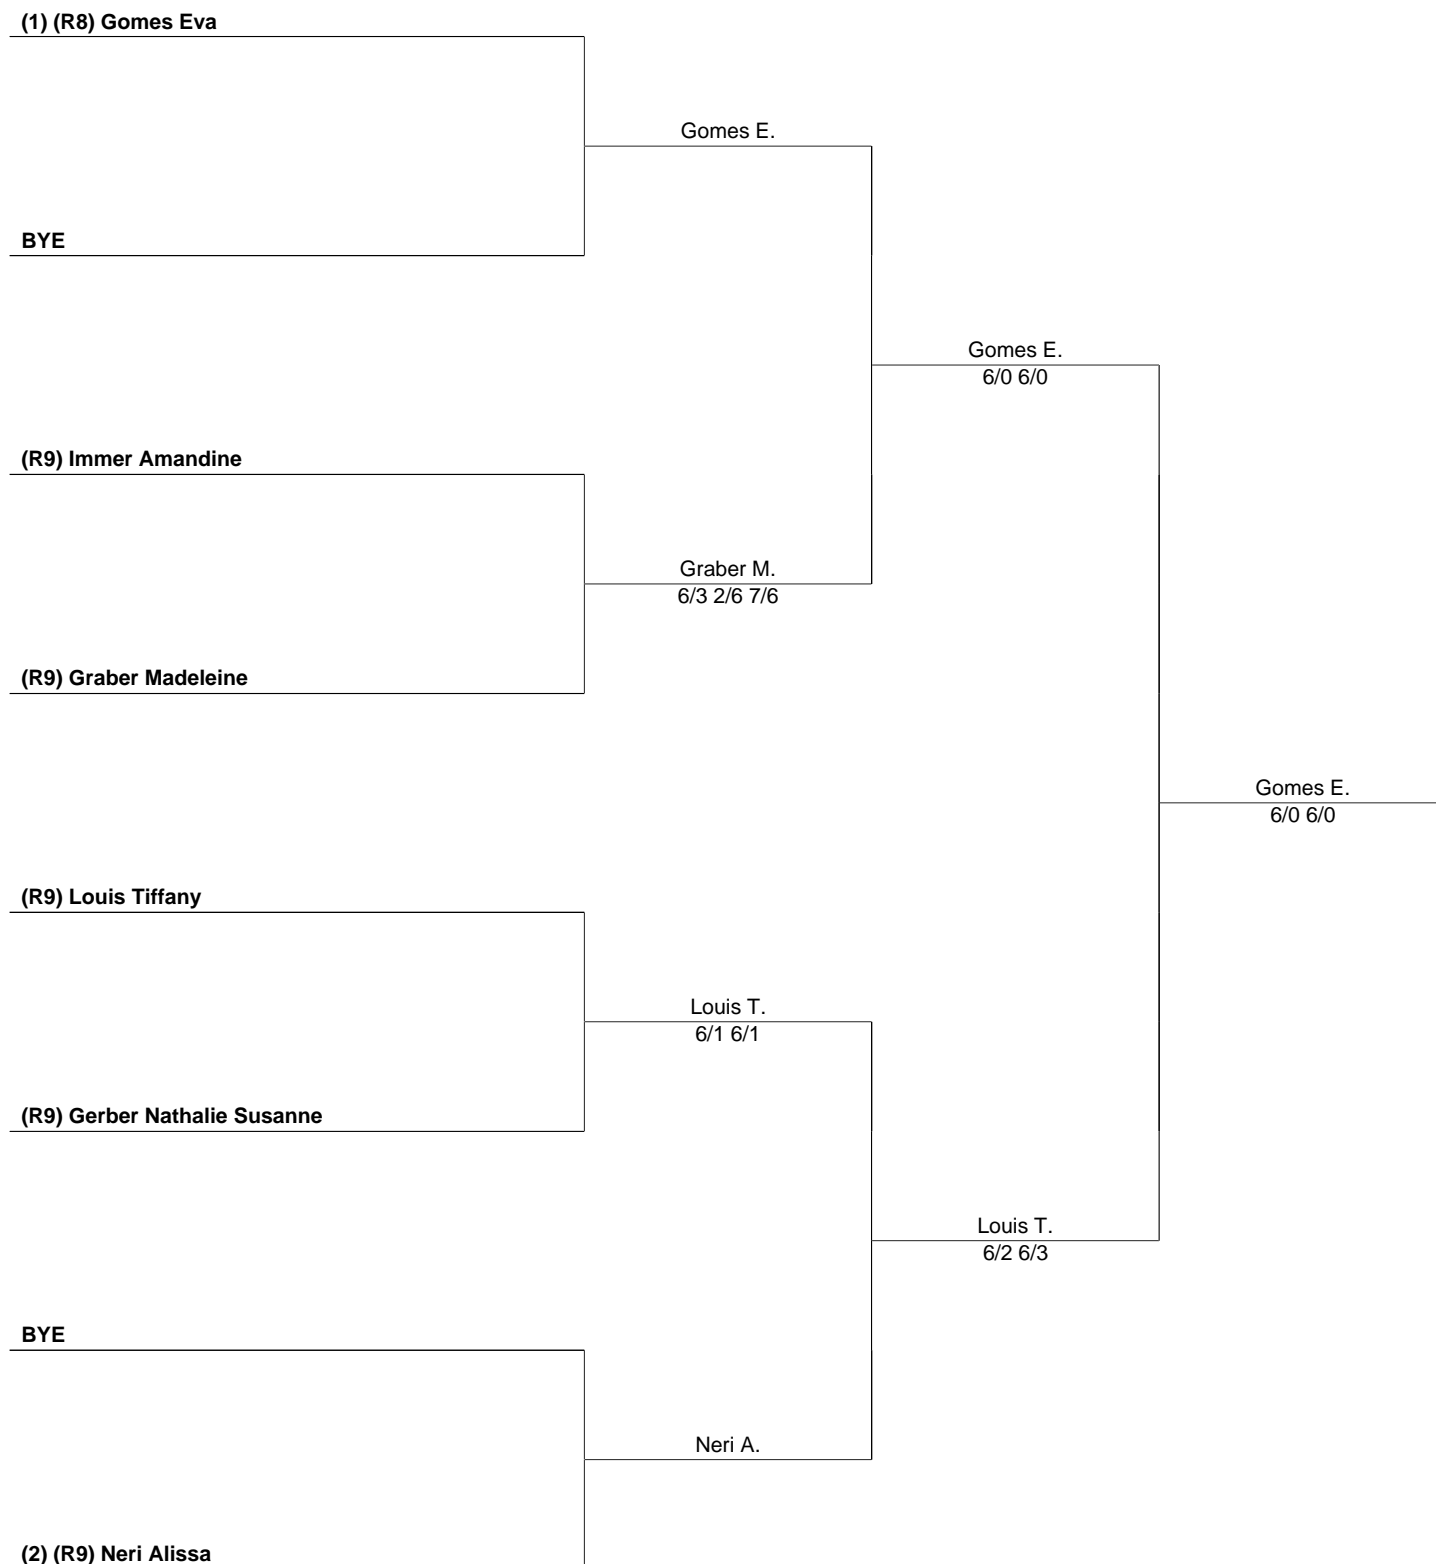 (1) (R8) Gomes Eva
Gomes E.
BYE
Gomes E.
6/0 6/0
(R9) Immer Amandine
Graber M.
6/3 2/6 7/6
(R9) Graber Madeleine
Gomes E.
6/0 6/0
(R9) Louis Tiffany
Louis T.
6/1 6/1
(R9) Gerber Nathalie Susanne
Louis T.
6/2 6/3
BYE
Neri A.
(2) (R9) Neri Alissa